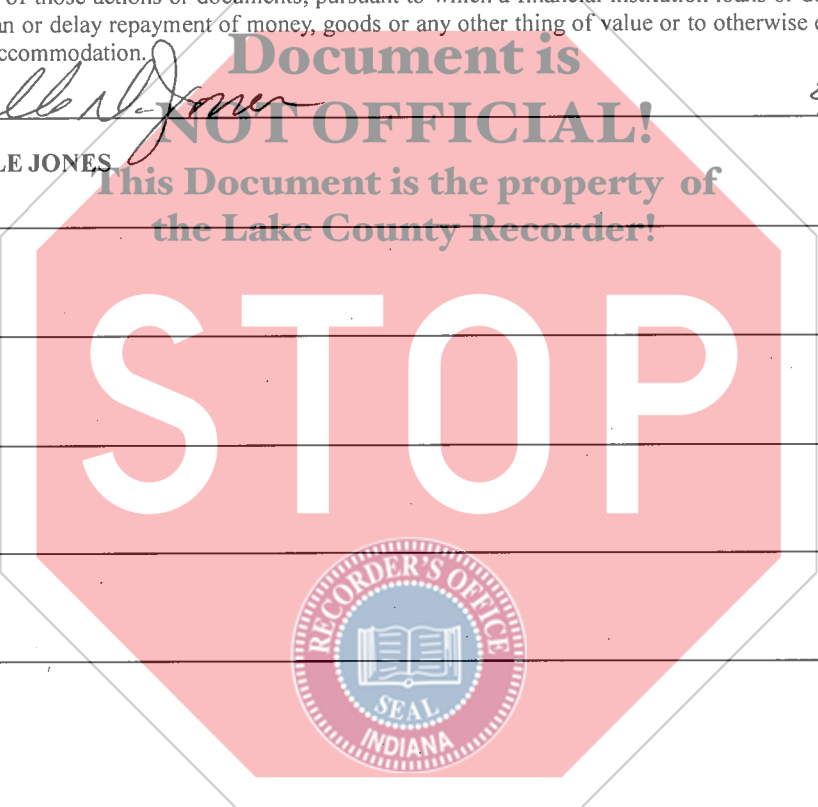 of those actions or documents, pursuant to which a financial institution loans or de
an or delay repayment of money, goods or any other thing of value or to otherwise e
ccommodation.
Document is
NOT OFFICIAL!
Jones
LE JONES
This Document is the property of
the Lake County Recorder!
STOP
RECORDER'S OFFICE
SEAL
INDIANA